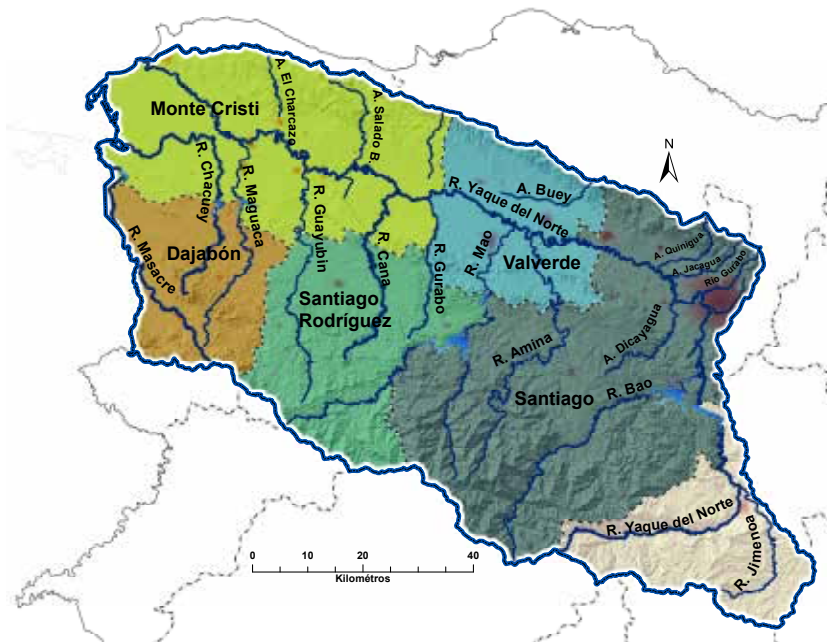 Monte Cristi
A. El Charcazo
A. Salado B.
N
R. Chacuey
R. Maguaca
R. Guayubin
R. Yaque del Norte
A. Buey
R. Masacre
Dajabón
R. Cana
R. Gurabo
R. Mao
Valverde
A. Quinigua
A. Jacagua
Río Gurabo
Santiago
Rodríguez
R. Amina
A. Dicayagua
Santiago
R. Bao
R. Yaque del Norte
R. Jimenoa
0 10 20 40
Kilométros